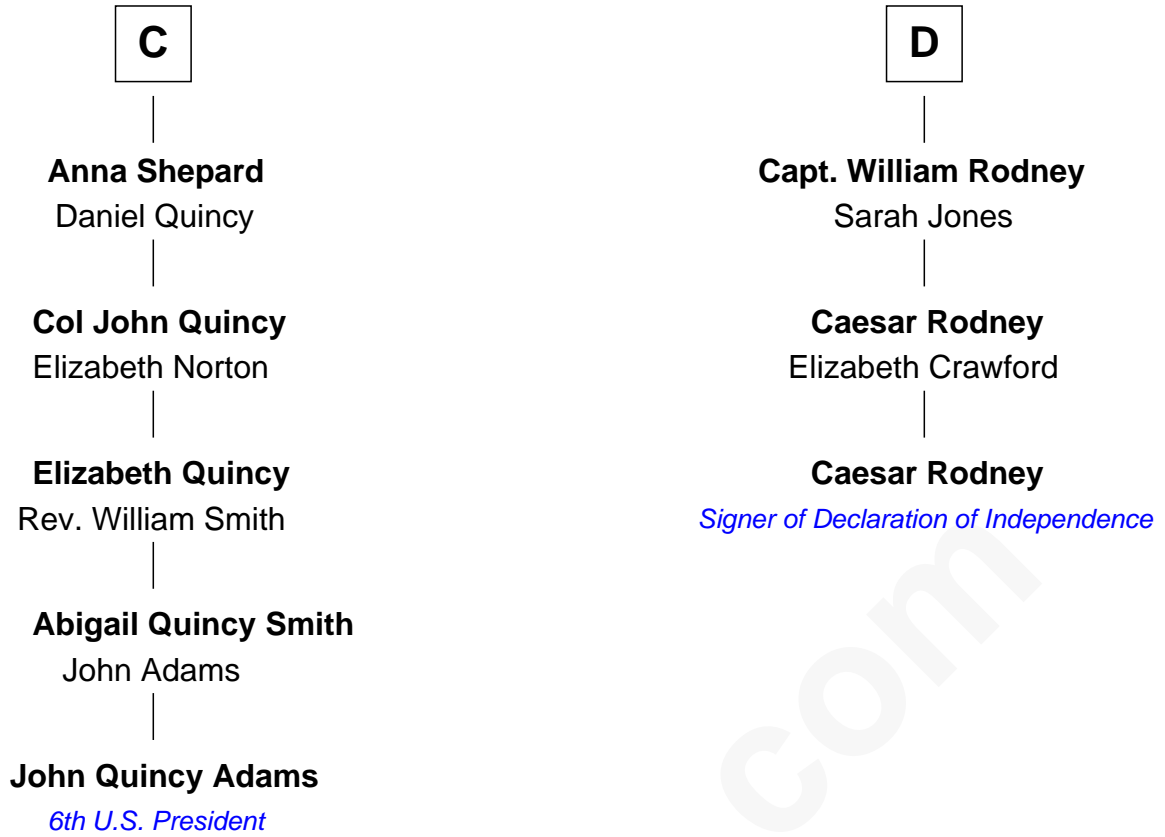 C
Anna Shepard
Daniel Quincy
Col John Quincy
Elizabeth Norton
Elizabeth Quincy
Rev. William Smith
Abigail Quincy Smith
John Adams
John Quincy Adams
6th U.S. President
D
Capt. William Rodney
Sarah Jones
Caesar Rodney
Elizabeth Crawford
Caesar Rodney
Signer of Declaration of Independence
com